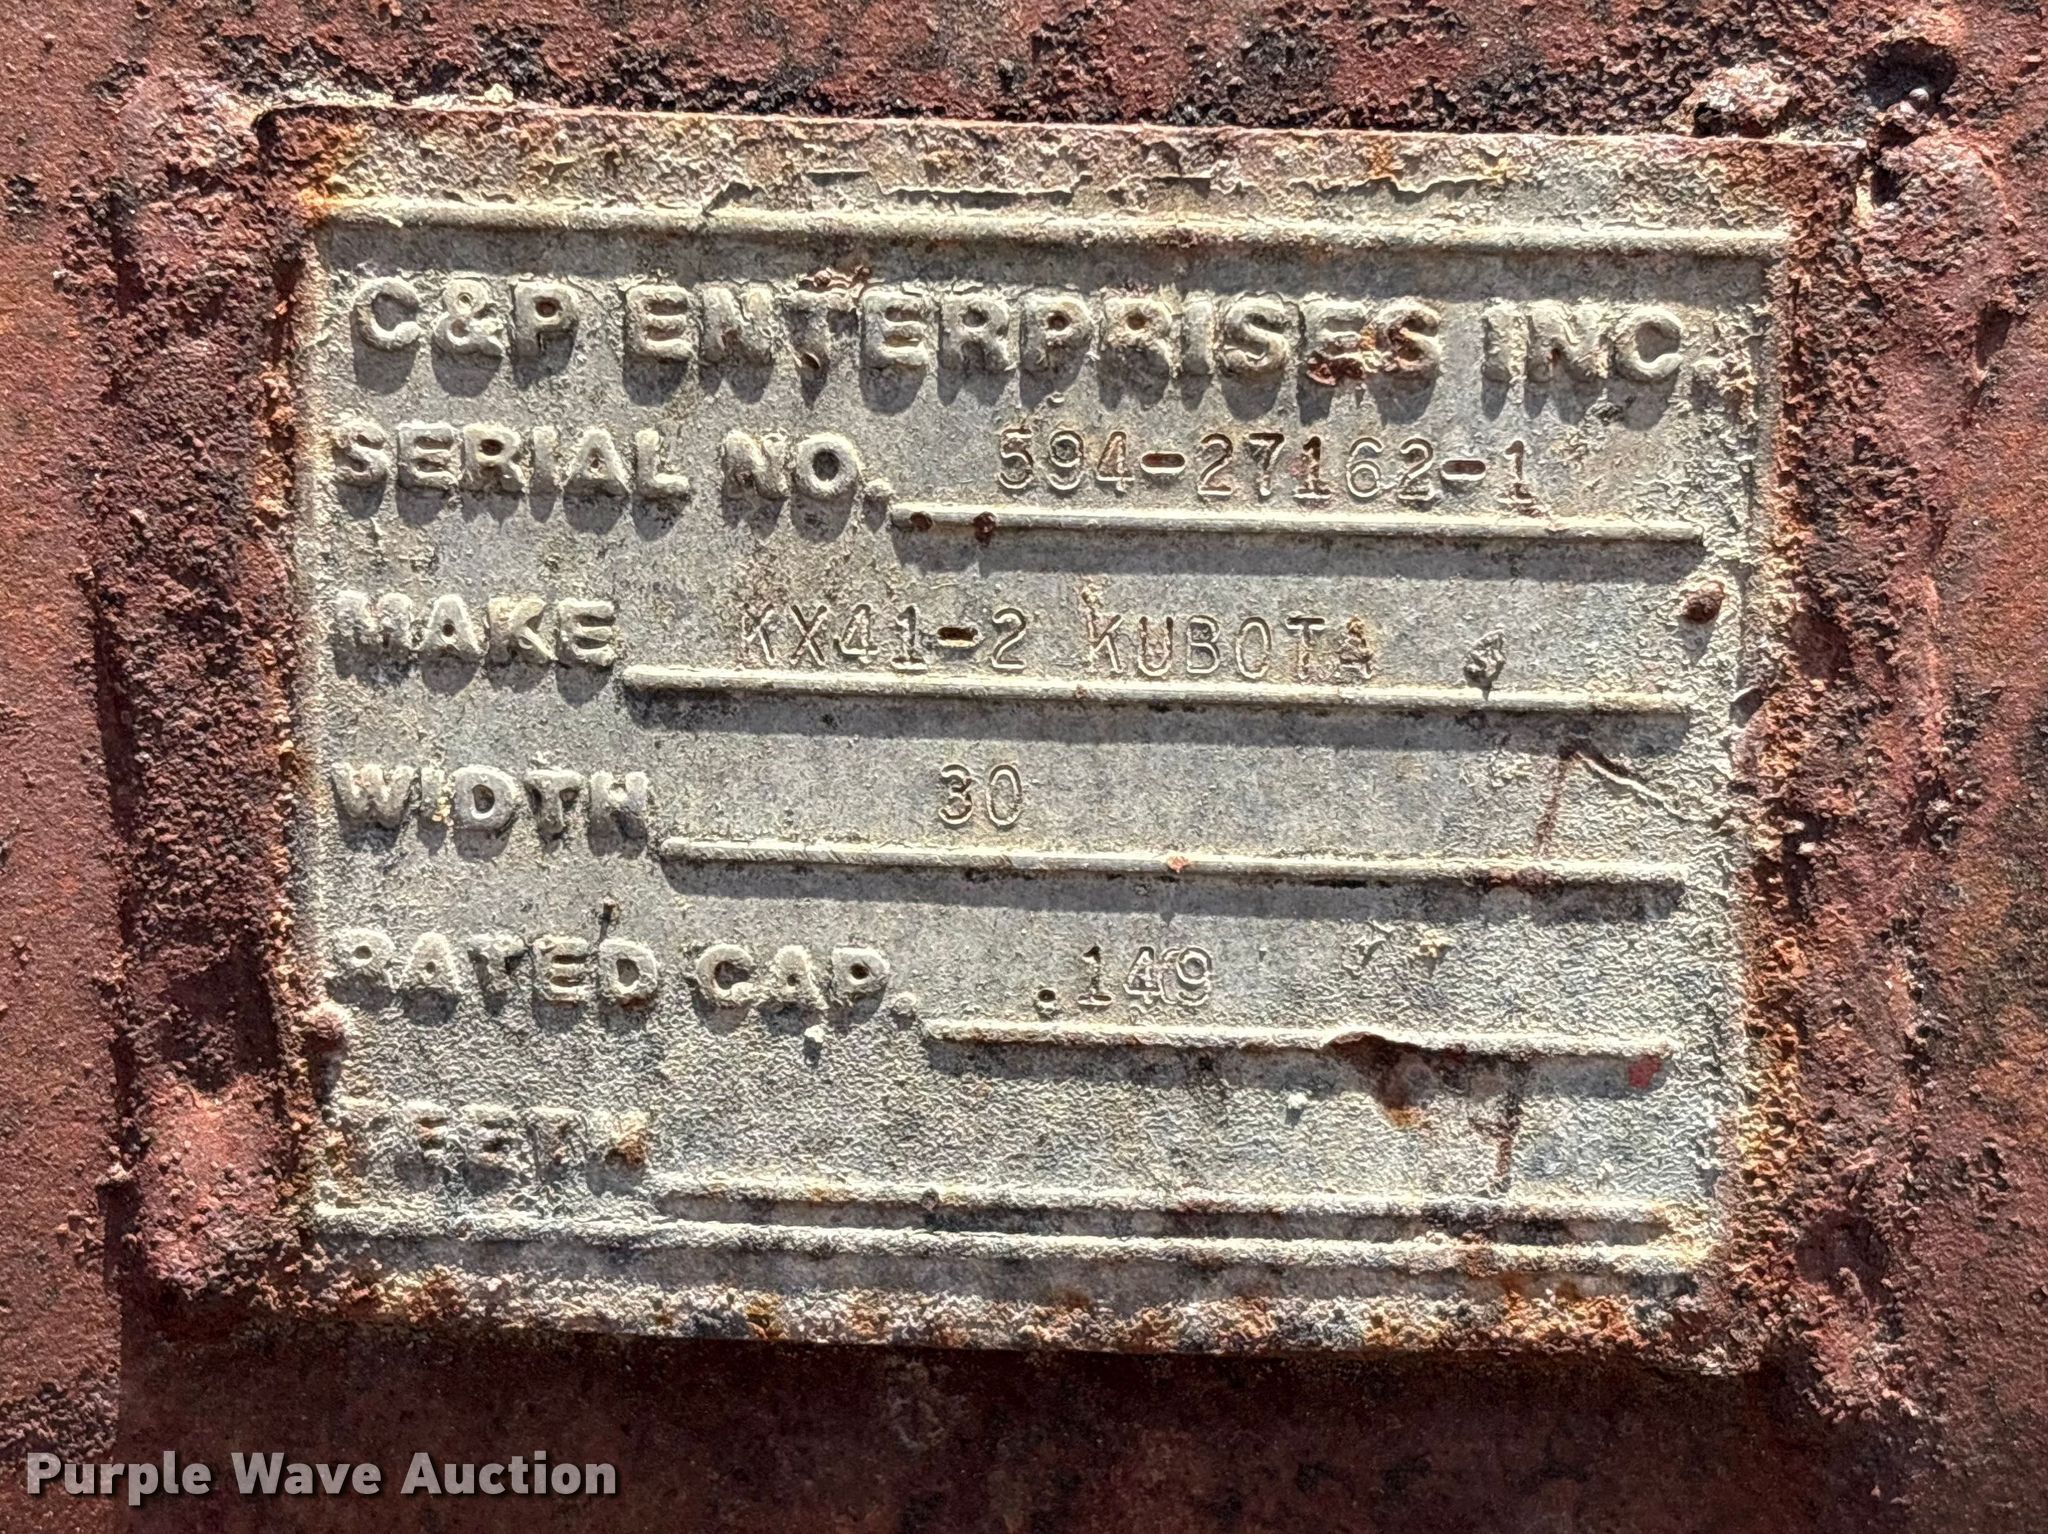 C&P ENTERPRISES INC.
SERIAL NO. 594-27162-1
MAKE KX41-2 KUBOTA
WIDTH 30
RATED CAP. .149
TEETH
Purple Wave Auction